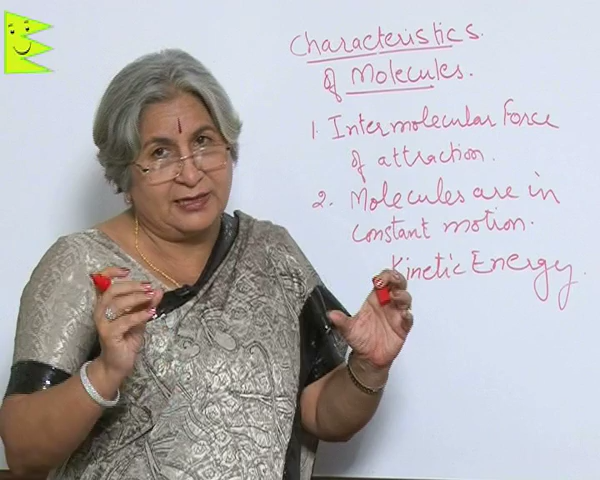 Characteristics.
of Molecules.
1. Intermolecular Force
of attraction.
2. Molecules are in
constant motion.
Kinetic Energy.